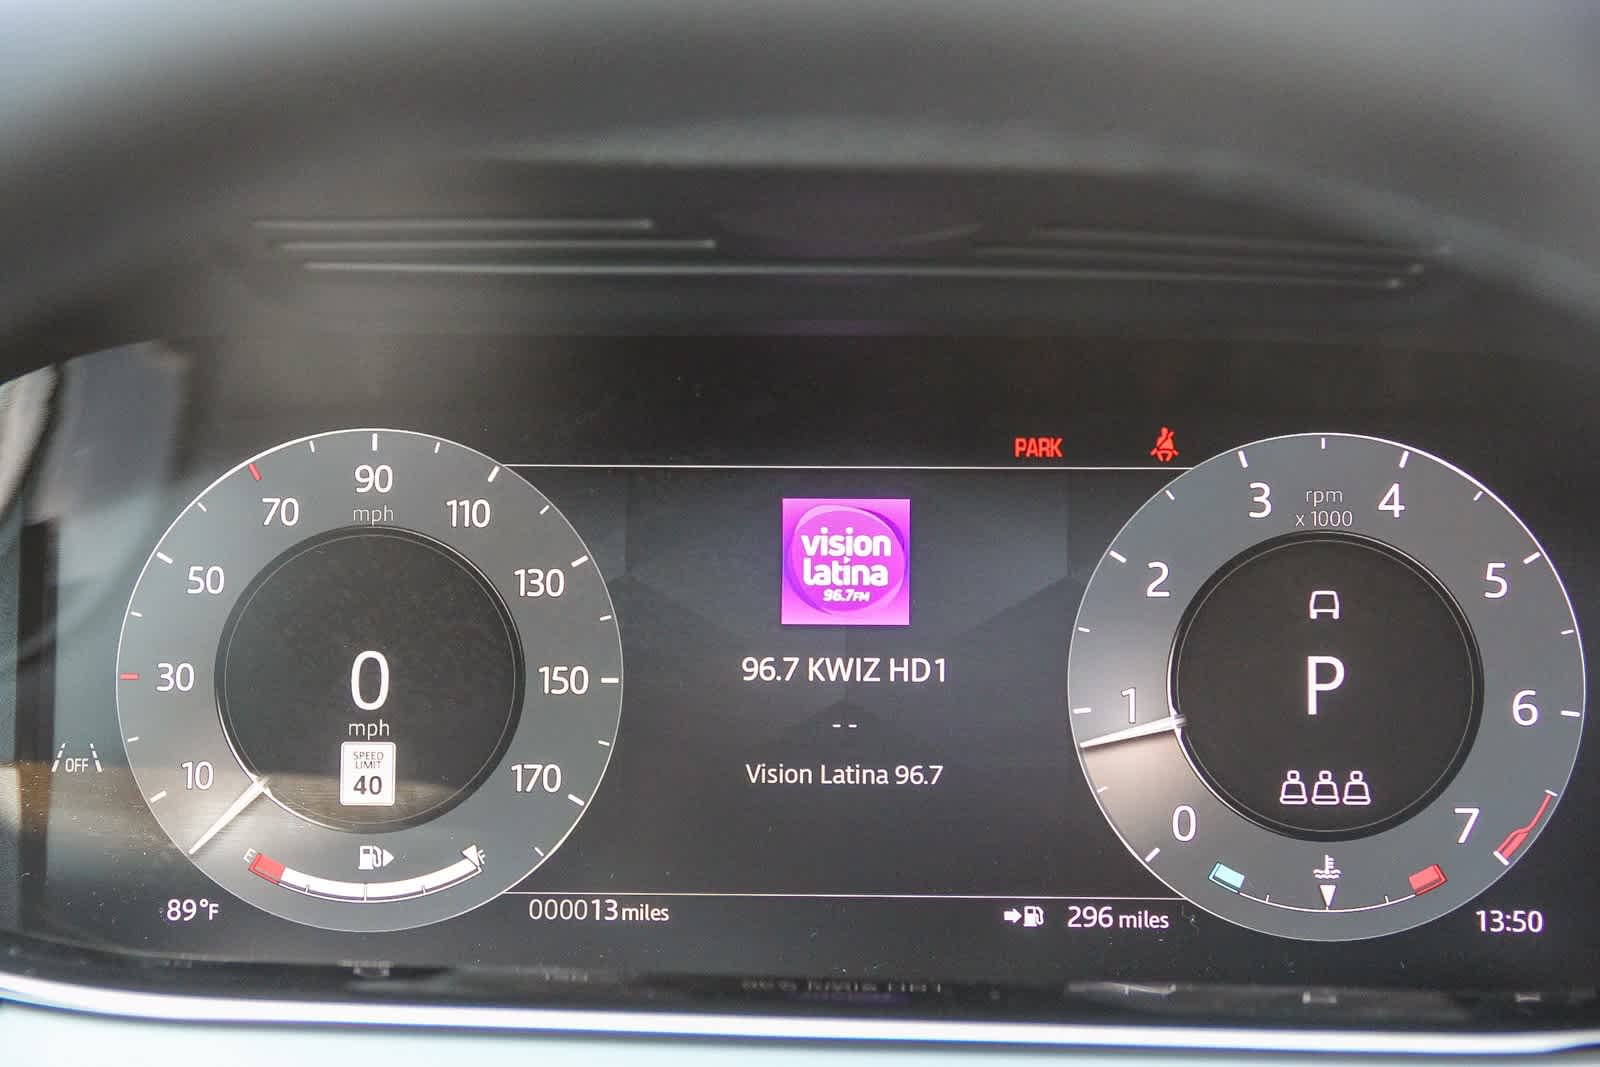 PARK
90
mph
70
110
50
130
30
150
10
170
0
mph
SPEED
LIMIT
40
E
F
OFF
89°F
000013 miles
vision
latina
96.7FM
96.7 KWIZ HD1
--
Vision Latina 96.7
296 miles
3
rpm
x 1000
4
2
5
1
6
0
7
P
13:50